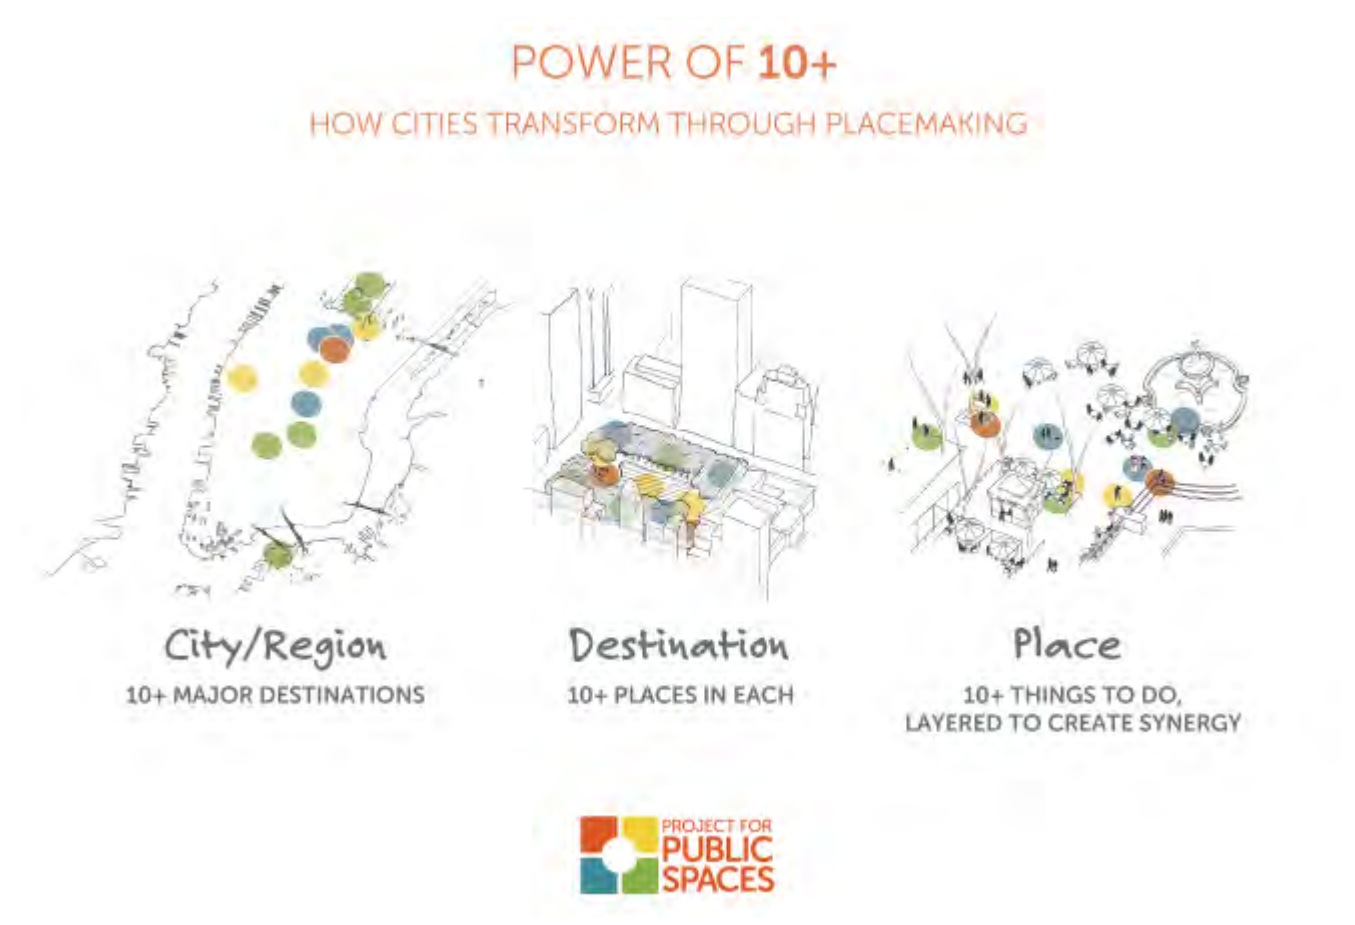 POWER OF 10+
HOW CITIES TRANSFORM THROUGH PLACEMAKING
City/Region
10+ MAJOR DESTINATIONS
Destination
10+ PLACES IN EACH
Place
10+ THINGS TO DO,
LAYERED TO CREATE SYNERGY
PROJECT FOR
PUBLIC
SPACES